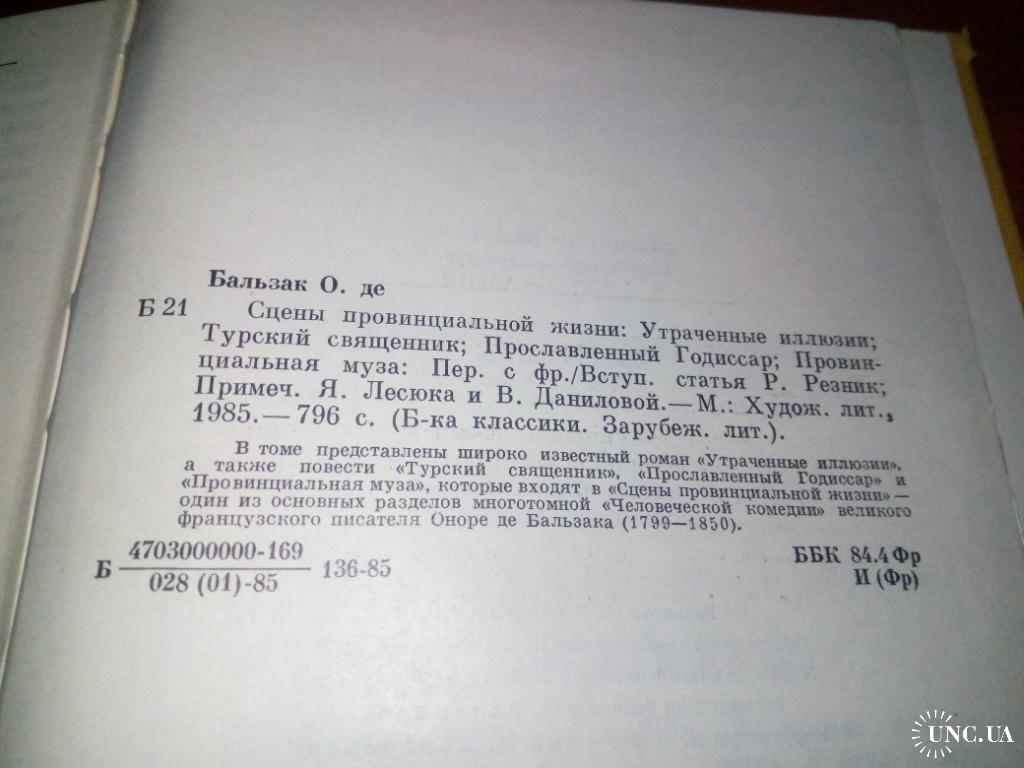 Бальзак О. де
Б 21
Сцены провинциальной жизни: Утраченные иллюзии;
Турский священник; Прославленный Годиссар; Провин-
циальная муза: Пер. с фр./Вступ. статья Р. Резник;
Примеч. Я. Лесюка и В. Даниловой.—М.: Худож. лит.,
1985.— 796 с. (Б-ка классики. Зарубеж. лит.).
В томе представлены широко известный роман «Утраченные иллюзии»,
а также повести «Турский священник», «Прославленный Годиссар» и
«Провинциальная муза», которые входят в «Сцены провинциальной жизни» —
один из основных разделов многотомной «Человеческой комедии» великого
французского писателя Оноре де Бальзака (1799—1850).
4703000000-169
Б 136-85
028 (01)-85
ББК 84.4Фр
И (Фр)
UNC.UA